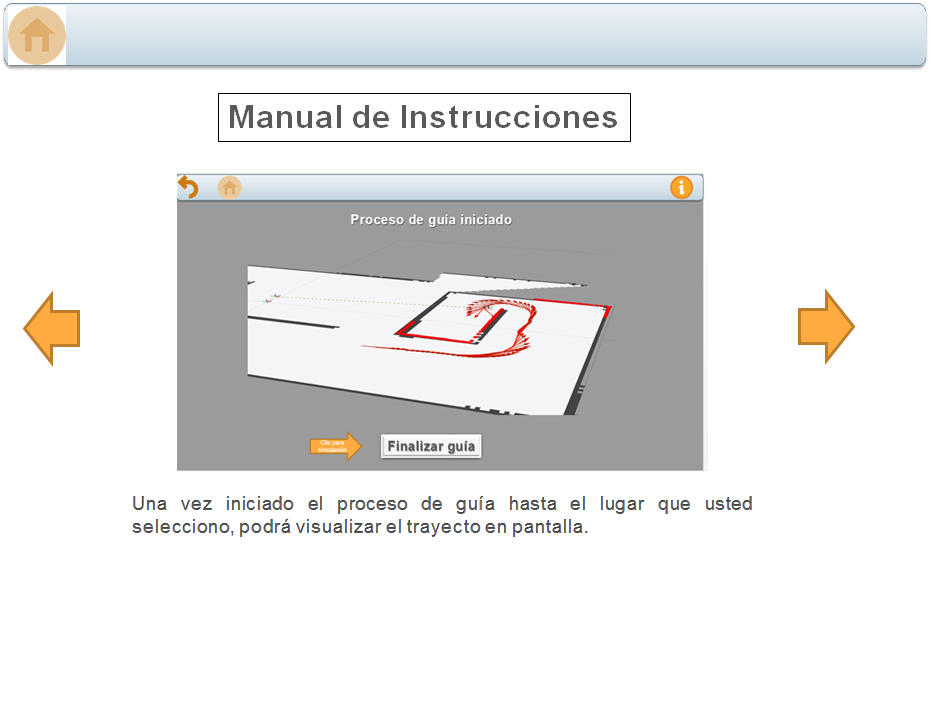 Manual de Instrucciones
Proceso de guía iniciado
Clic para
simulación
Finalizar guía
Una vez iniciado el proceso de guía hasta el lugar que usted
selecciono, podrá visualizar el trayecto en pantalla.